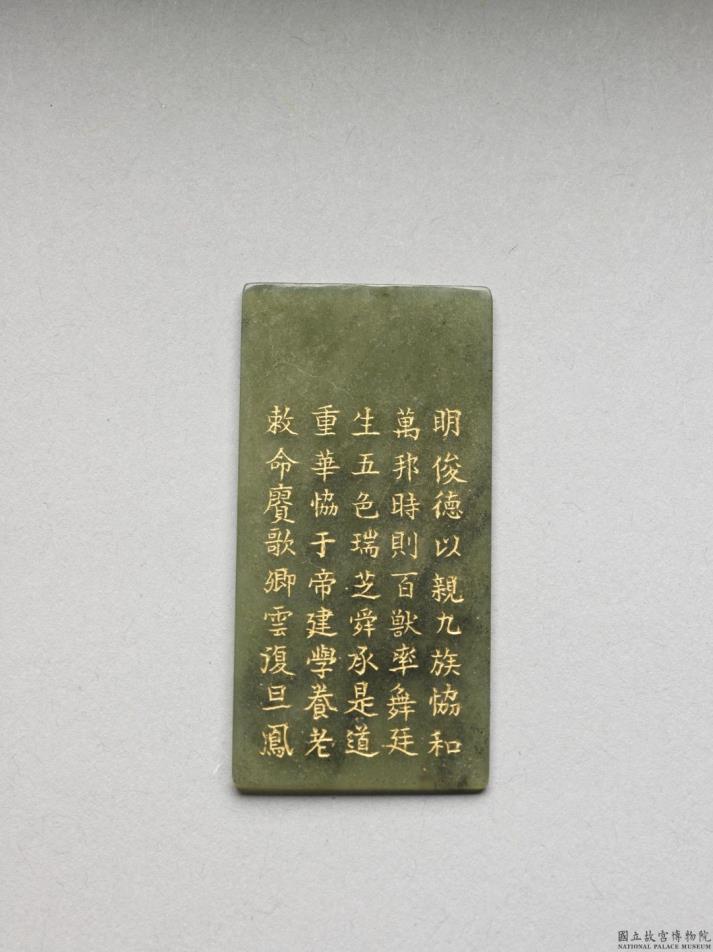 明俊德以親九族恊和
萬邦時則百獸率舞廷
生五色瑞芝舜承是道
重華恊于帝建學養老
敕命賡歌卿雲復旦鳳
國立故宮博物院
NATIONAL PALACE MUSEUM